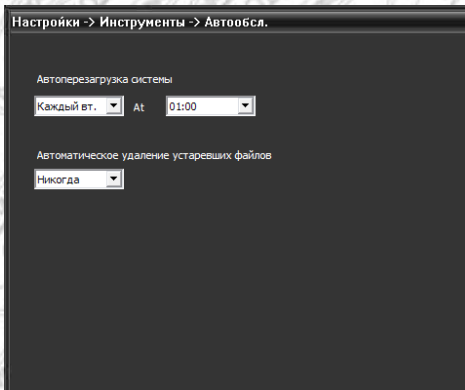 Настройки -> Инструменты -> Автообсл.
Автоперезагрузка системы
Каждый вт. At 01:00
Автоматическое удаление устаревших файлов
Никогда